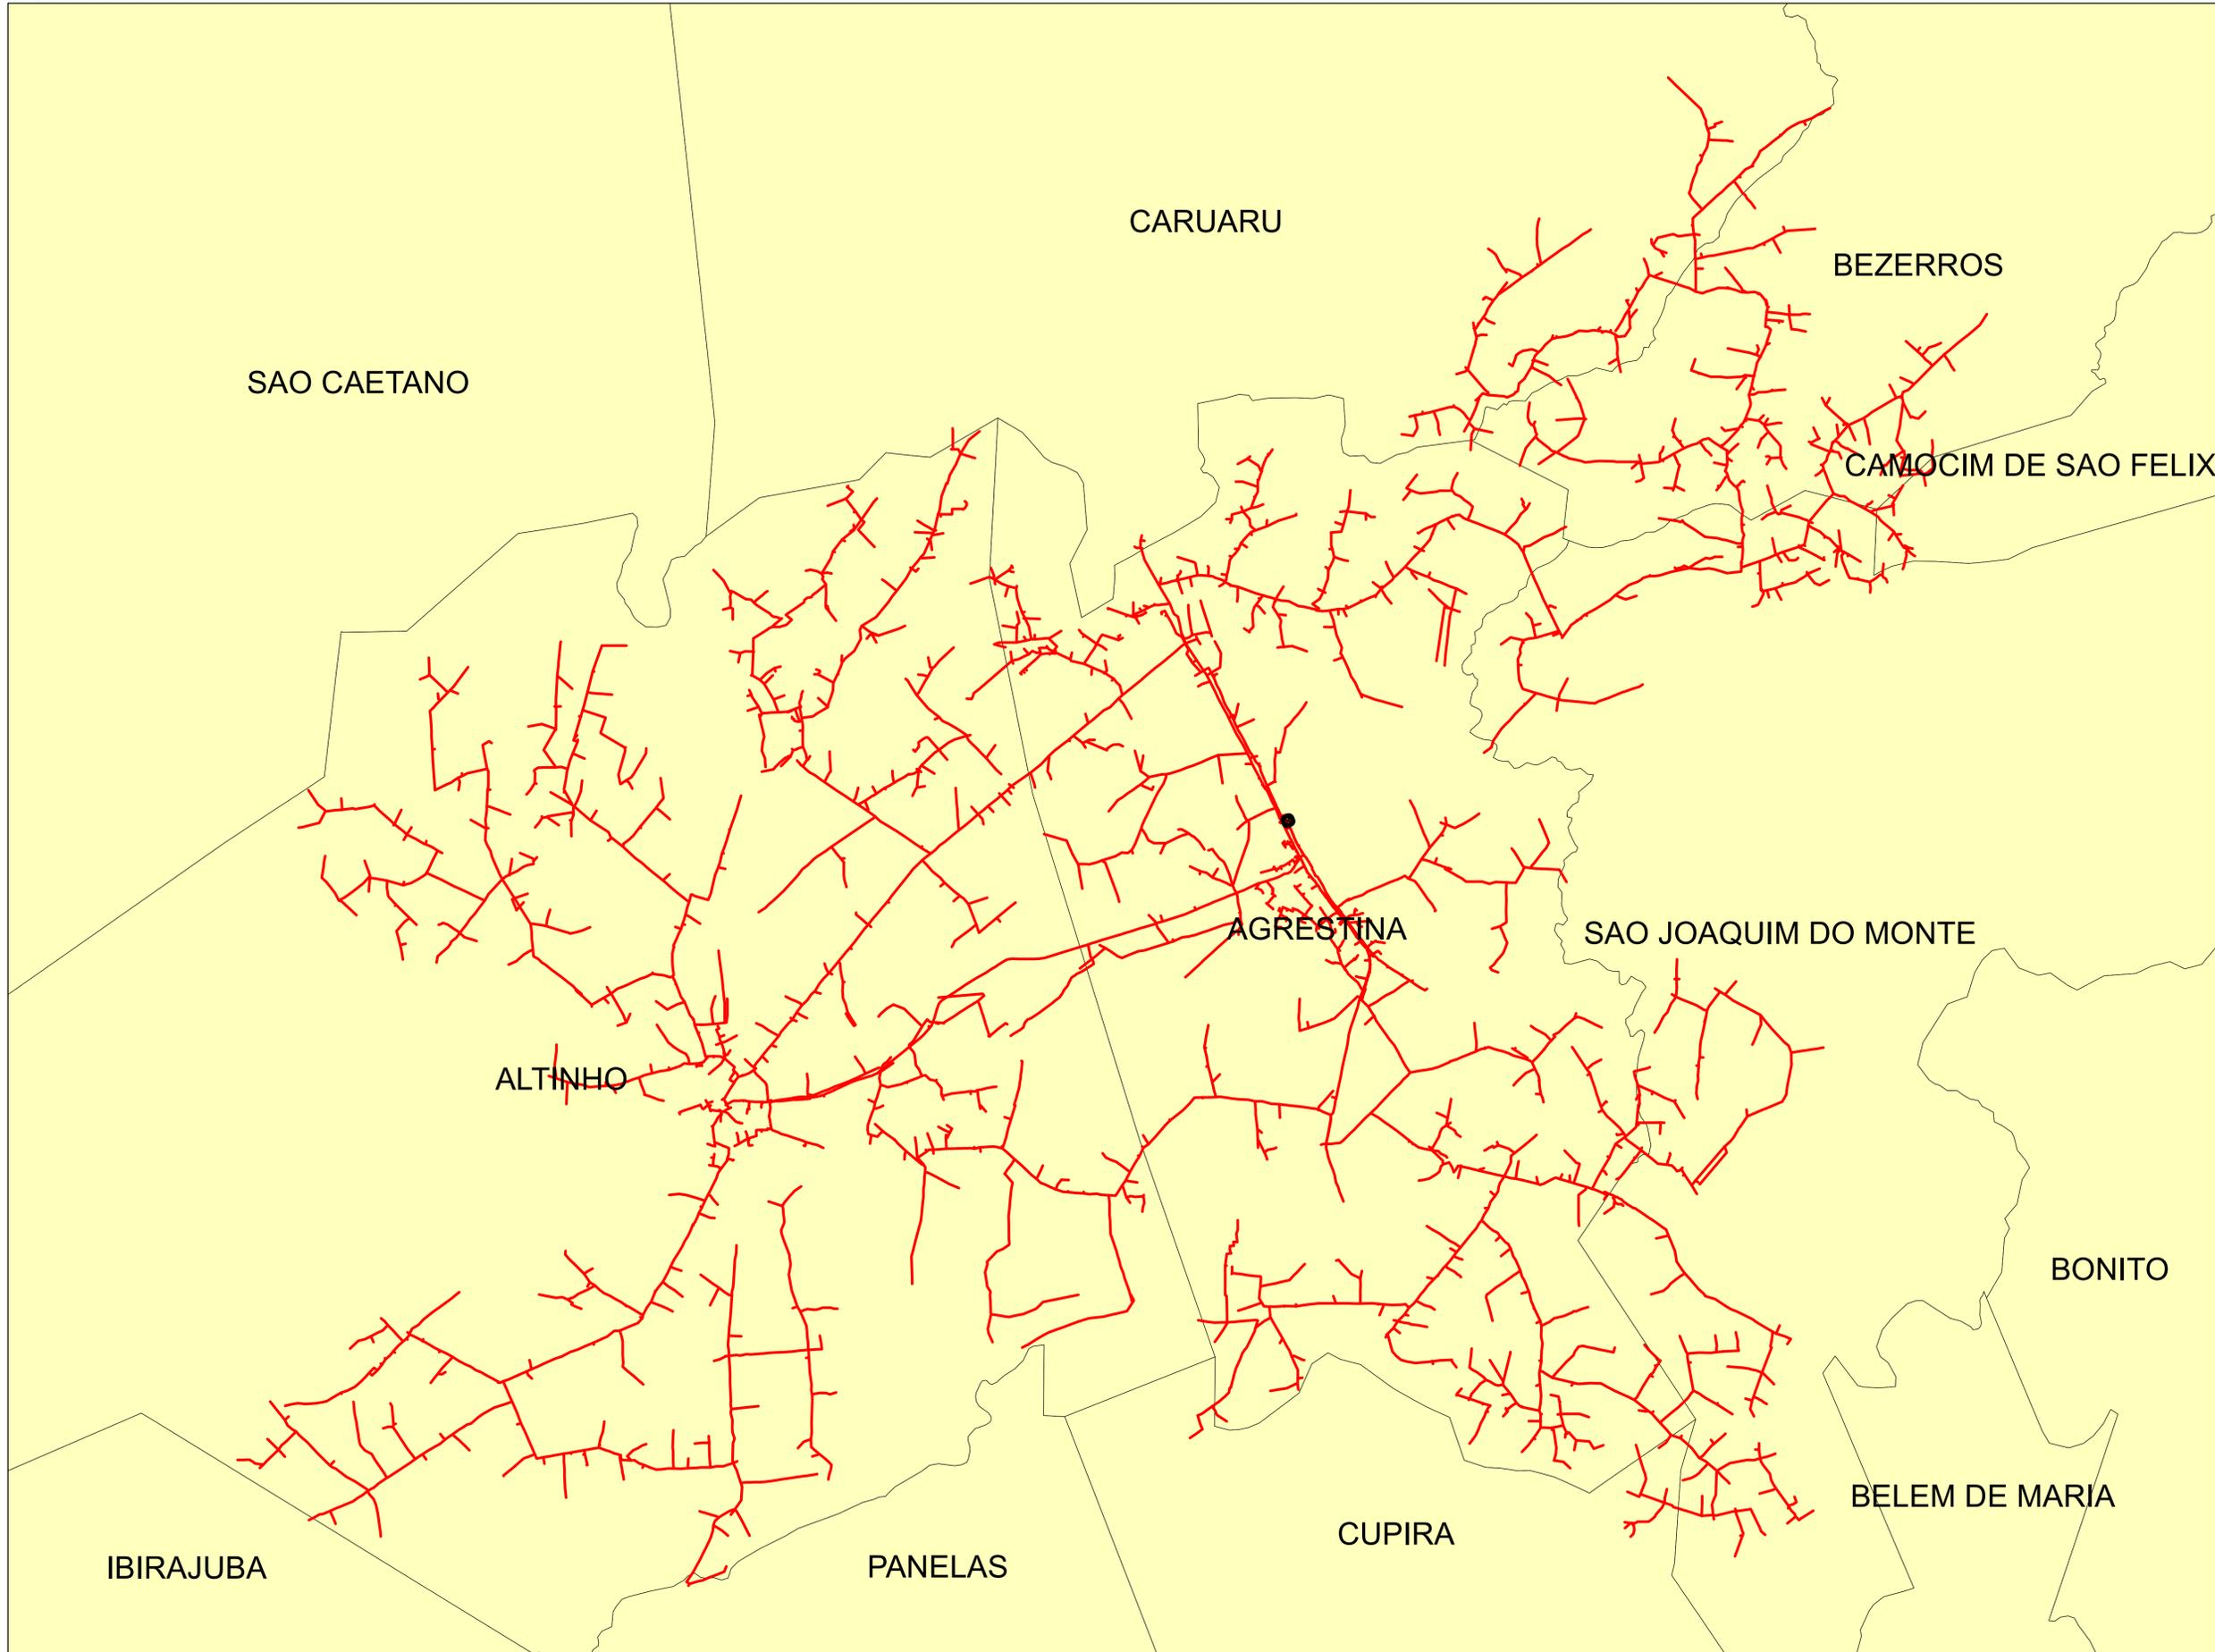 CARUARU
BEZERROS
SAO CAETANO
CAMOCIM DE SAO FELIX
AGRESTINA
SAO JOAQUIM DO MONTE
ALTINHO
BONITO
BELEM DE MARIA
CUPIRA
IBIRAJUBA
PANELAS